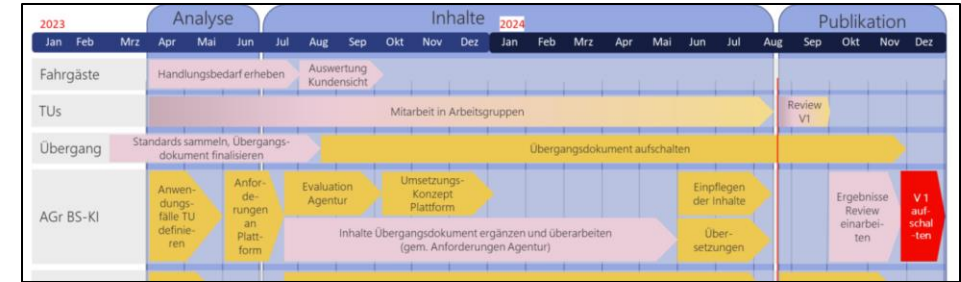 Analyse Inhalte Publikation
2023 2024
Jan Feb Mrz Apr Mai Jun Jul Aug Sep Okt Nov Dez Jan Feb Mrz Apr Mai Jun Jul Aug Sep Okt Nov Dez
Fahrgäste
Handlungsbedarf erheben
Auswertung
Kundensicht
TUs
Mitarbeit in Arbeitsgruppen
Review
V1
Übergang
Standards sammeln, Übergangs-
dokument finalisieren
Übergangsdokument aufschalten
AGr BS-KI
Anwen-
dungs-
fälle TU
definie-
ren
Anfor-
de-
rungen
an
Platt-
form
Evaluation
Agentur
Umsetzungs-
Konzept
Plattform
Inhalte Übergangsdokument ergänzen und überarbeiten
(gem. Anforderungen Agentur)
Einpflegen
der Inhalte
Über-
setzungen
Ergebnisse
Review
einarbei-
ten
V 1
auf-
schal
-ten